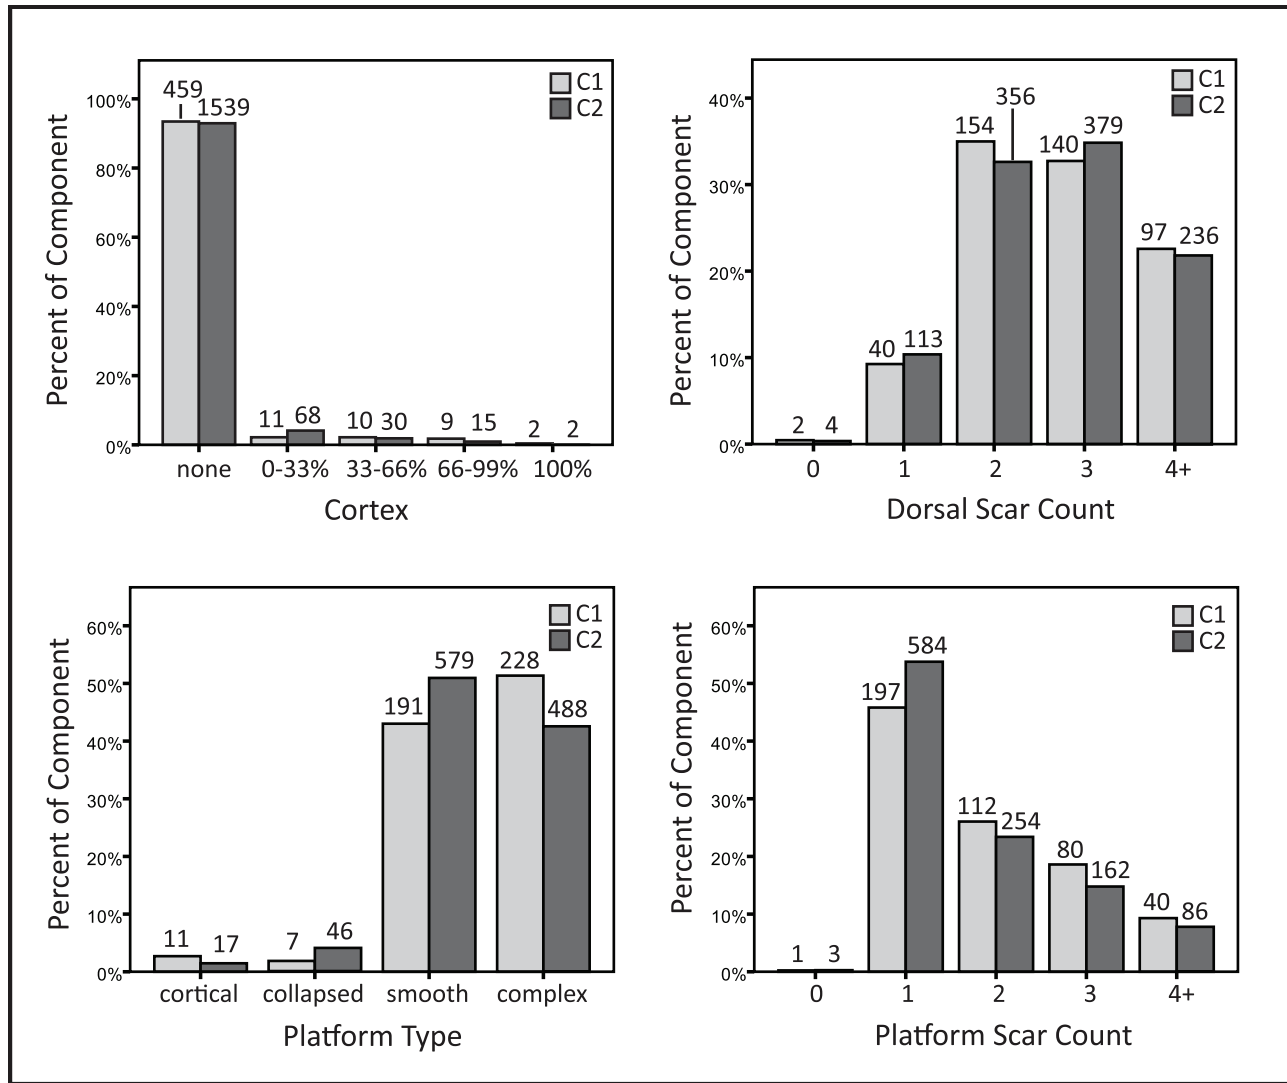 C1
C2
459
1539
100%
80%
60%
40%
20%
0%
Percent of Component
11 68 10 30 9 15 2 2
none 0-33% 33-66% 66-99% 100%
Cortex
C1
C2
40%
30%
20%
10%
0%
Percent of Component
356
154 140 379
97 236
40 113
2 4
0 1 2 3 4+
Dorsal Scar Count
C1
C2
60%
50%
40%
30%
20%
10%
0%
Percent of Component
579 228
191 488
11 17 7 46
cortical collapsed smooth complex
Platform Type
C1
C2
60%
50%
40%
30%
20%
10%
0%
Percent of Component
584
197
112 254
80 162
40 86
1 3
0 1 2 3 4+
Platform Scar Count